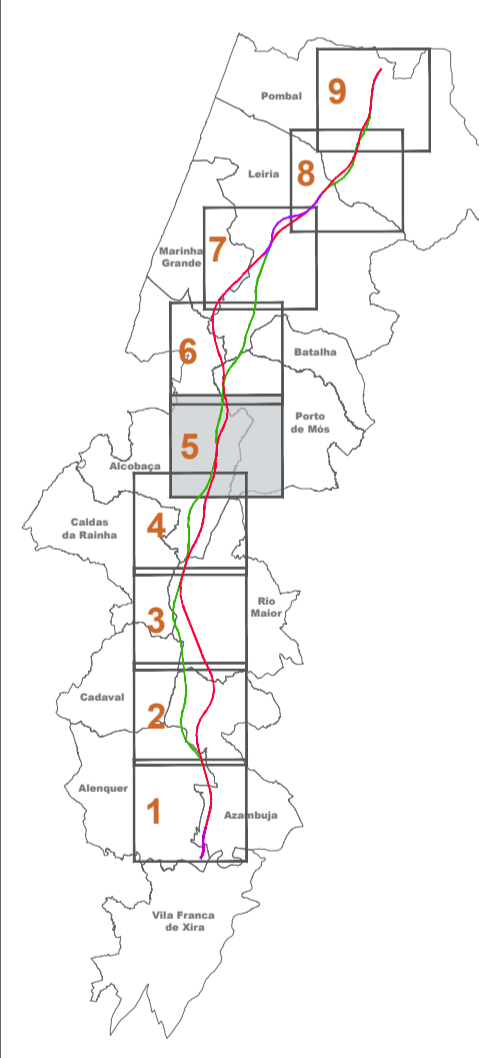 9
Pombal
8
Leiria
7
Marinha
Grande
6
Batalha
5
Porto
de Mós
Alcobaça
4
Caldas
da Rainha
3
Rio
Maior
2
Cadaval
1
Alenquer
Azambuja
Vila Franca
de Xira